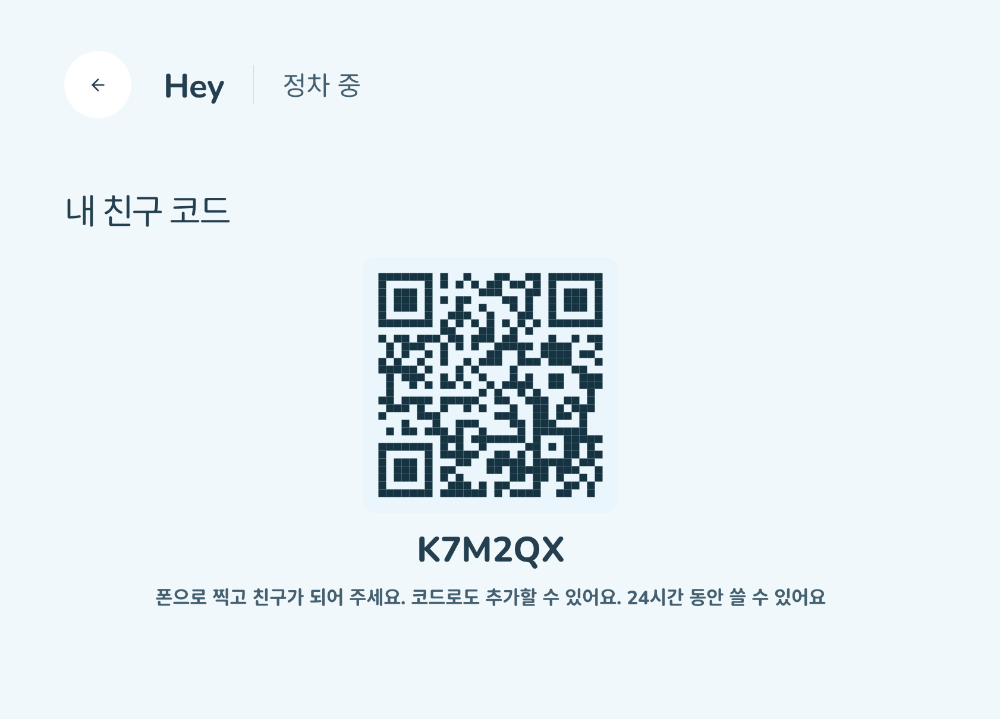 Hey
정차 중
내 친구 코드
K7M2QX
폰으로 찍고 친구가 되어 주세요. 코드로도 추가할 수 있어요. 24시간 동안 쓸 수 있어요